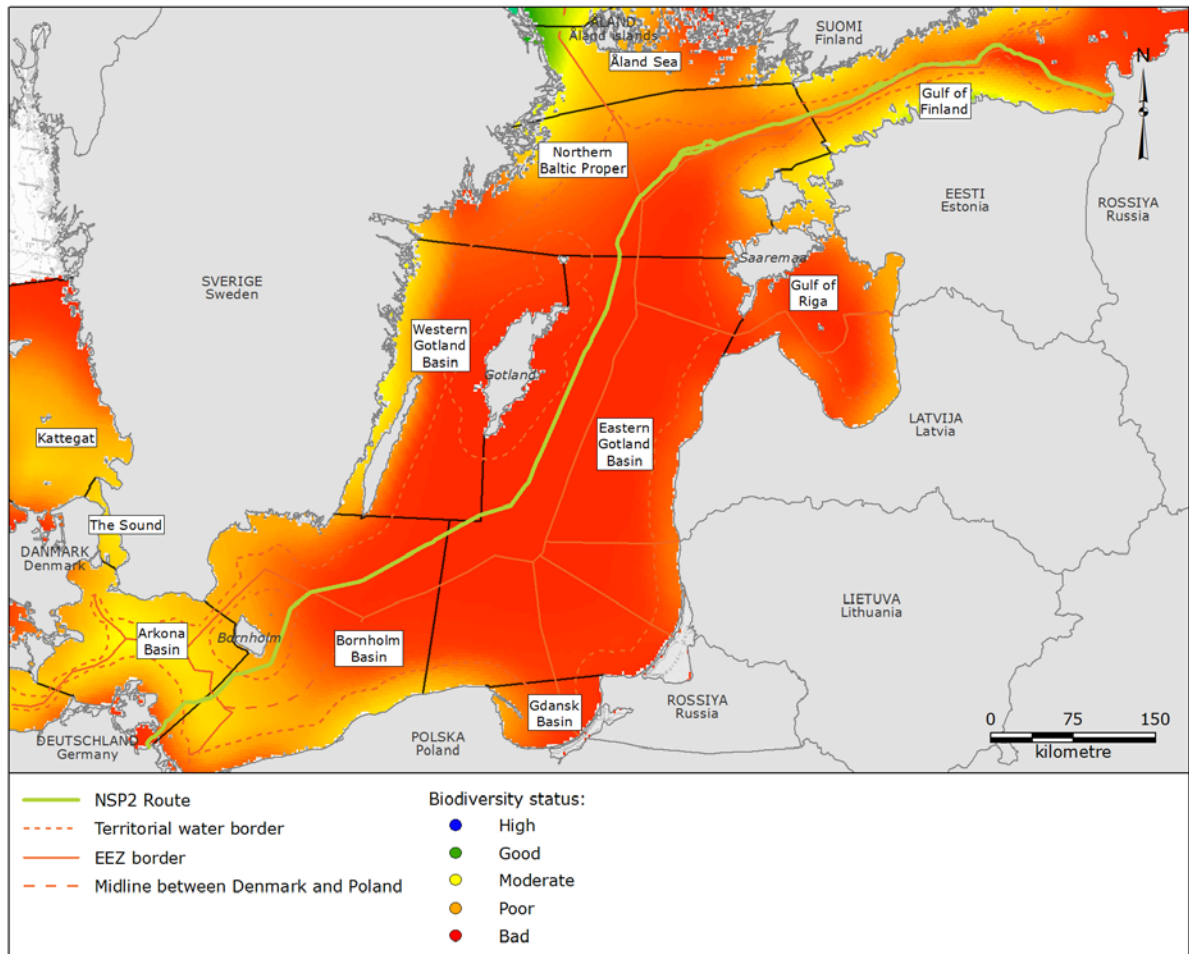 ÅLAND
Åland islands
SUOMI
Finland
Åland Sea
N
Gulf of
Finland
Northern
Baltic Proper
EESTI
Estonia
ROSSIYA
Russia
SVERIGE
Sweden
Saaremaa
Gulf of
Riga
Western
Gotland
Basin
Gotland
Kattegat
Eastern
Gotland
Basin
LATVIJA
Latvia
The Sound
DANMARK
Denmark
LIETUVA
Lithuania
Arkona
Basin
Bornholm
Bornholm
Basin
Gdansk
Basin
ROSSIYA
Russia
DEUTSCHLAND
Germany
POLSKA
Poland
0 75 150
kilometre
NSP2 Route
Territorial water border
EEZ border
Midline between Denmark and Poland
Biodiversity status:
High
Good
Moderate
Poor
Bad